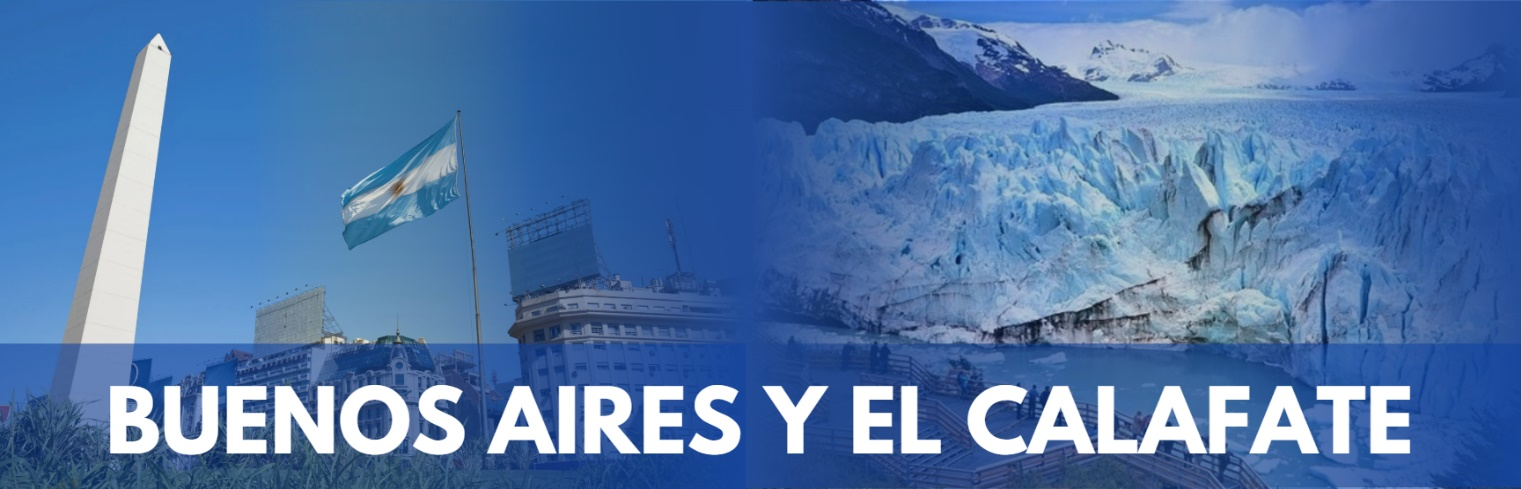 BUENOS AIRES Y EL CALAFATE